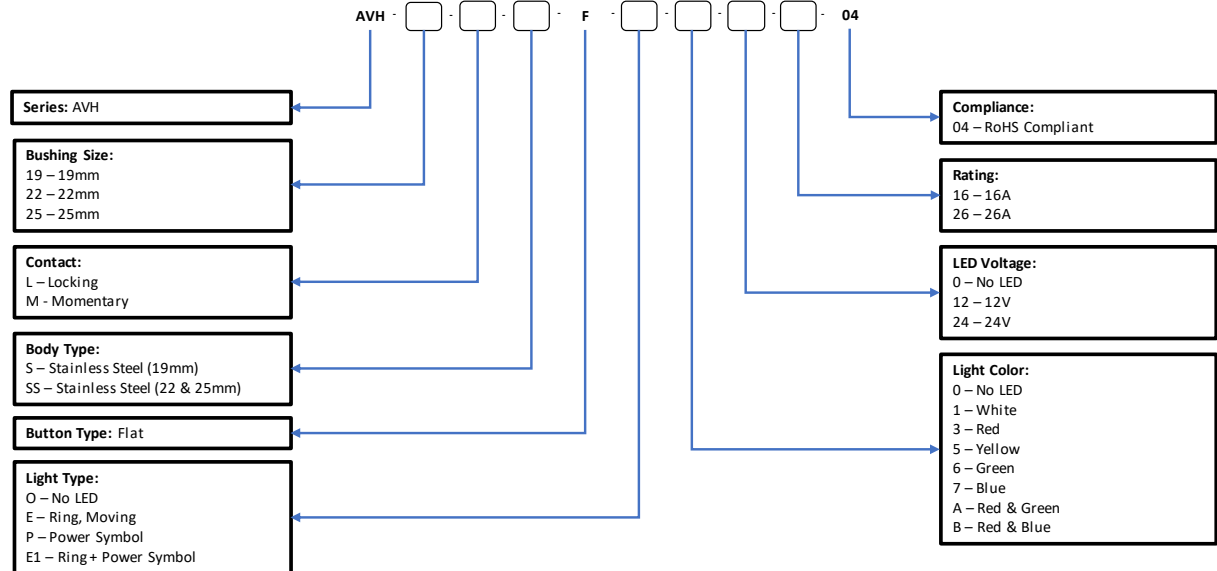 AVH - - - - F - - - - - 04
Series: AVH
Bushing Size:
19 – 19mm
22 – 22mm
25 – 25mm
Contact:
L – Locking
M - Momentary
Body Type:
S – Stainless Steel (19mm)
SS – Stainless Steel (22 & 25mm)
Button Type: Flat
Light Type:
O – No LED
E – Ring, Moving
P – Power Symbol
E1 – Ring + Power Symbol
Compliance:
04 – RoHS Compliant
Rating:
16 – 16A
26 – 26A
LED Voltage:
0 – No LED
12 – 12V
24 – 24V
Light Color:
0 – No LED
1 – White
3 – Red
5 – Yellow
6 – Green
7 – Blue
A – Red & Green
B – Red & Blue